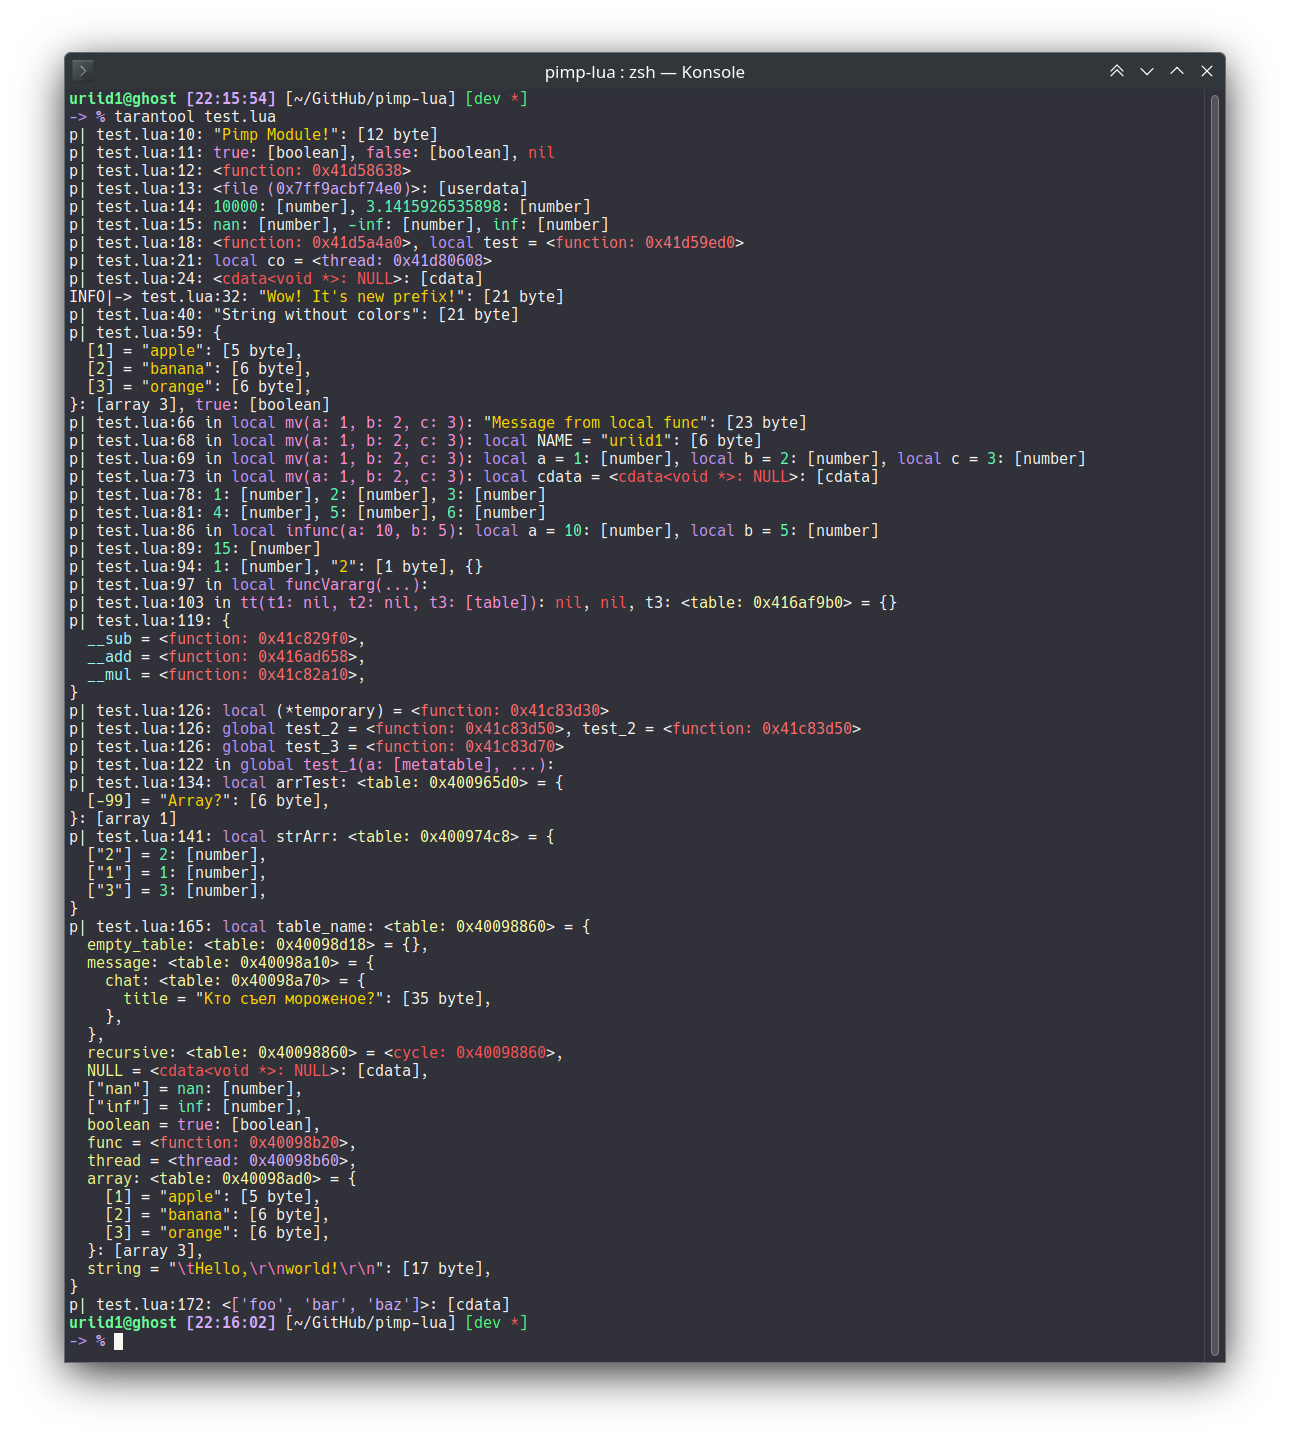 pimp-lua : zsh — Konsole
uriid1@ghost [22:15:54] [~/GitHub/pimp-lua] [dev *]
-> % tarantool test.lua
p| test.lua:10: "Pimp Module!": [12 byte]
p| test.lua:11: true: [boolean], false: [boolean], nil
p| test.lua:12: <function: 0x41d58638>
p| test.lua:13: <file (0x7ff9acbf74e0)>: [userdata]
p| test.lua:14: 10000: [number], 3.1415926535898: [number]
p| test.lua:15: nan: [number], -inf: [number], inf: [number]
p| test.lua:18: <function: 0x41d5a4a0>, local test = <function: 0x41d59ed0>
p| test.lua:21: local co = <thread: 0x41d80608>
p| test.lua:24: <cdata<void *>: NULL>: [cdata]
INFO|-> test.lua:32: "Wow! It's new prefix!": [21 byte]
p| test.lua:40: "String without colors": [21 byte]
p| test.lua:59: {
  [1] = "apple": [5 byte],
  [2] = "banana": [6 byte],
  [3] = "orange": [6 byte],
}: [array 3], true: [boolean]
p| test.lua:66 in local mv(a: 1, b: 2, c: 3): "Message from local func": [23 byte]
p| test.lua:68 in local mv(a: 1, b: 2, c: 3): local NAME = "uriid1": [6 byte]
p| test.lua:69 in local mv(a: 1, b: 2, c: 3): local a = 1: [number], local b = 2: [number], local c = 3: [number]
p| test.lua:73 in local mv(a: 1, b: 2, c: 3): local cdata = <cdata<void *>: NULL>: [cdata]
p| test.lua:78: 1: [number], 2: [number], 3: [number]
p| test.lua:81: 4: [number], 5: [number], 6: [number]
p| test.lua:86 in local infunc(a: 10, b: 5): local a = 10: [number], local b = 5: [number]
p| test.lua:89: 15: [number]
p| test.lua:94: 1: [number], "2": [1 byte], {}
p| test.lua:97 in local funcVararg(...):
p| test.lua:103 in tt(t1: nil, t2: nil, t3: [table]): nil, nil, t3: <table: 0x416af9b0> = {}
p| test.lua:119: {
  __sub = <function: 0x41c829f0>,
  __add = <function: 0x416ad658>,
  __mul = <function: 0x41c82a10>,
}
p| test.lua:126: local (*temporary) = <function: 0x41c83d30>
p| test.lua:126: global test_2 = <function: 0x41c83d50>, test_2 = <function: 0x41c83d50>
p| test.lua:126: global test_3 = <function: 0x41c83d70>
p| test.lua:122 in global test_1(a: [metatable], ...):
p| test.lua:134: local arrTest: <table: 0x400965d0> = {
  [-99] = "Array?": [6 byte],
}: [array 1]
p| test.lua:141: local strArr: <table: 0x400974c8> = {
  ["2"] = 2: [number],
  ["1"] = 1: [number],
  ["3"] = 3: [number],
}
p| test.lua:165: local table_name: <table: 0x40098860> = {
  empty_table: <table: 0x40098d18> = {},
  message: <table: 0x40098a10> = {
    chat: <table: 0x40098a70> = {
      title = "Кто съел мороженое?": [35 byte],
    },
  },
  recursive: <table: 0x40098860> = <cycle: 0x40098860>,
  NULL = <cdata<void *>: NULL>: [cdata],
  ["nan"] = nan: [number],
  ["inf"] = inf: [number],
  boolean = true: [boolean],
  func = <function: 0x40098b20>,
  thread = <thread: 0x40098b60>,
  array: <table: 0x40098ad0> = {
    [1] = "apple": [5 byte],
    [2] = "banana": [6 byte],
    [3] = "orange": [6 byte],
  }: [array 3],
  string = "\tHello,\r\nworld!\r\n": [17 byte],
}
p| test.lua:172: <['foo', 'bar', 'baz']>: [cdata]
uriid1@ghost [22:16:02] [~/GitHub/pimp-lua] [dev *]
-> %